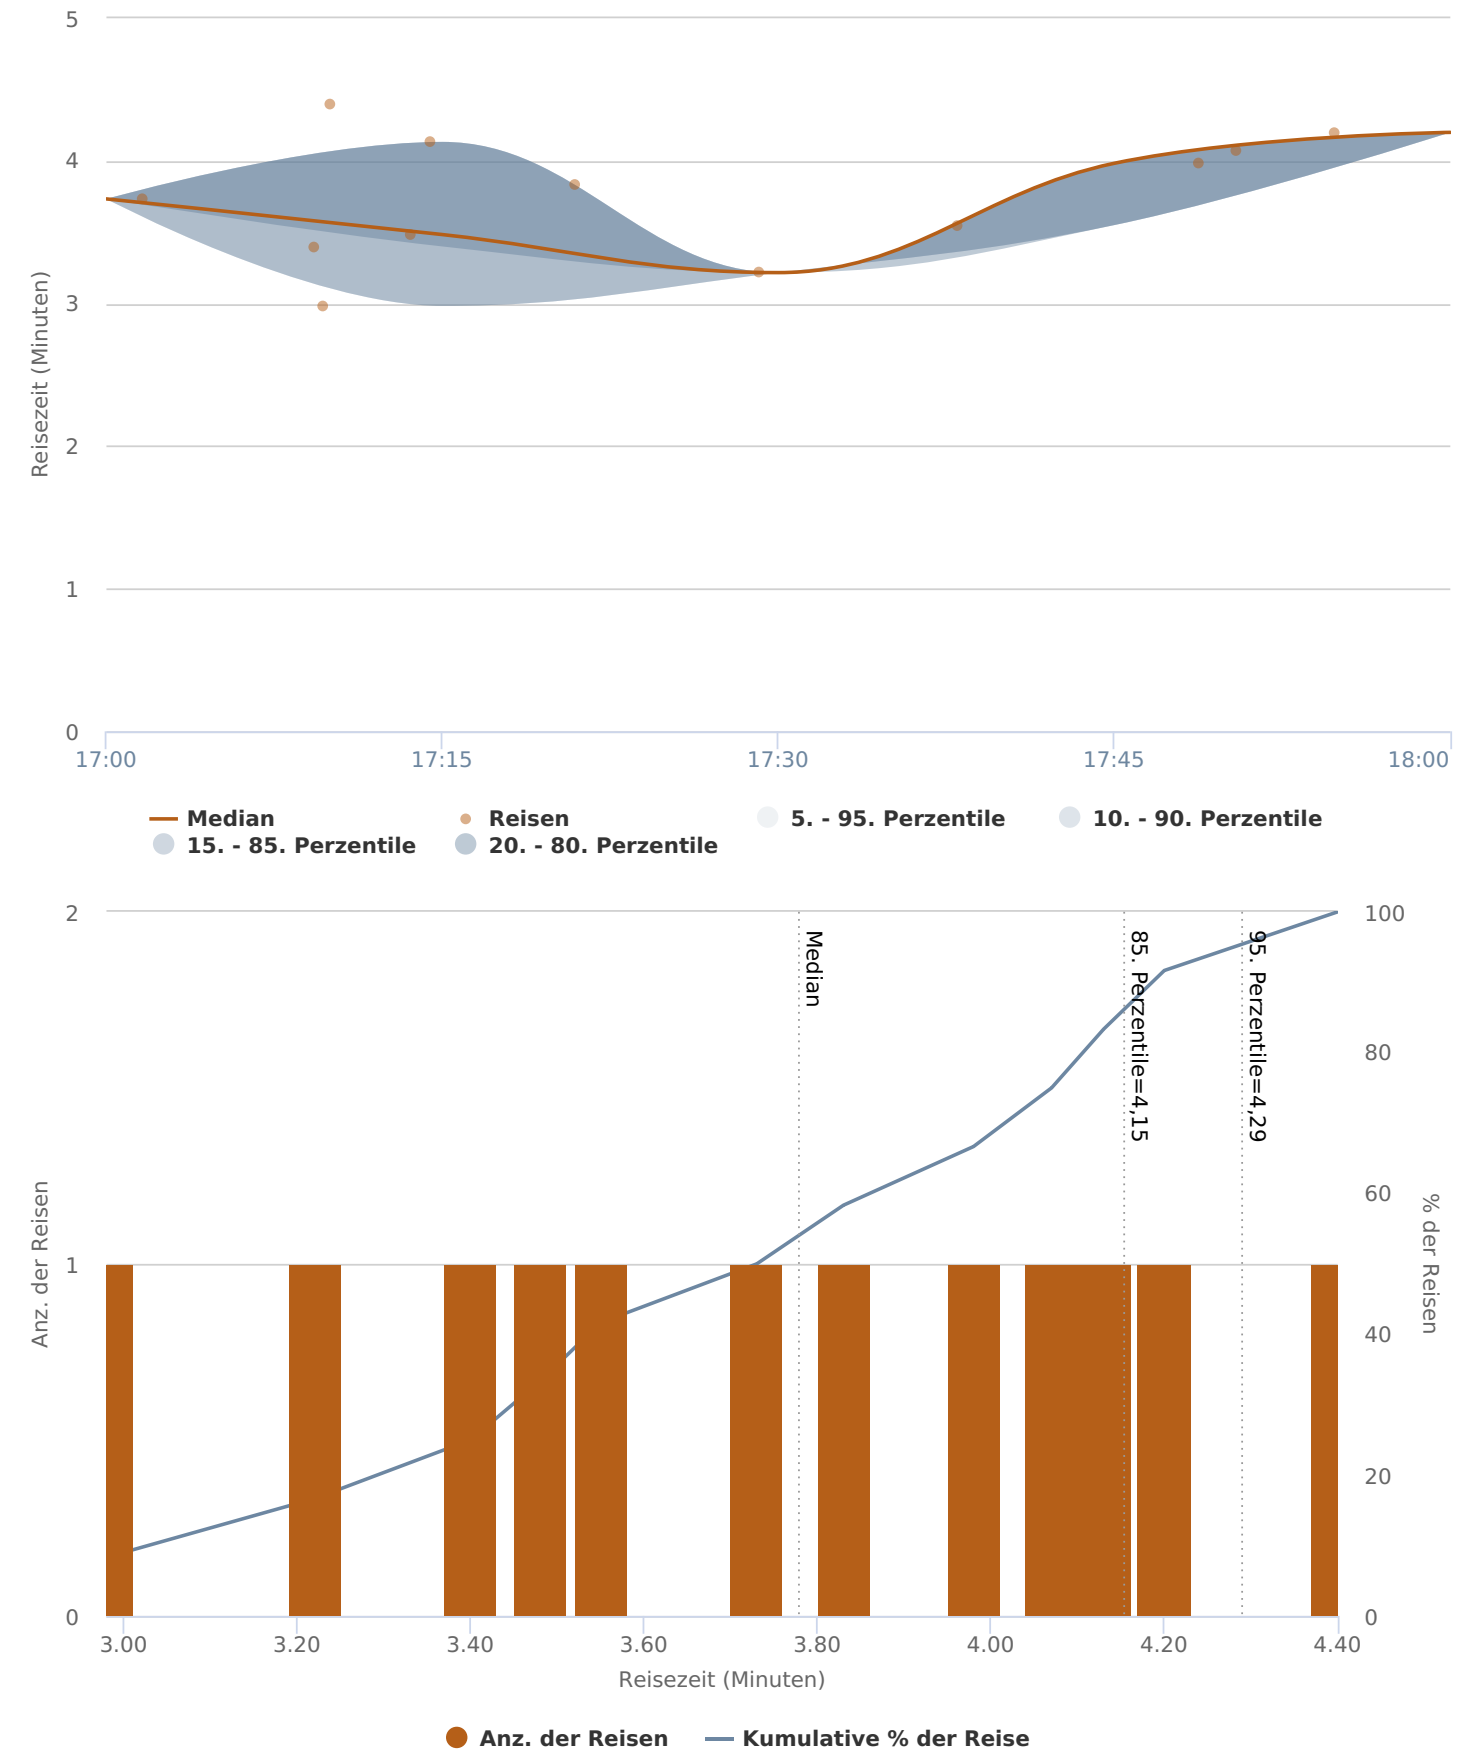 5
4
3
2
1
0
Reisezeit (Minuten)
17:00 17:15 17:30 17:45 18:00
Median Reisen 5. - 95. Perzentile 10. - 90. Perzentile
15. - 85. Perzentile 20. - 80. Perzentile
2
1
0
Anz. der Reisen
Median
85. Perzentile=4,15
95. Perzentile=4,29
100
80
60
40
20
0
% der Reisen
3.00 3.20 3.40 3.60 3.80 4.00 4.20 4.40
Reisezeit (Minuten)
Anz. der Reisen Kumulative % der Reise